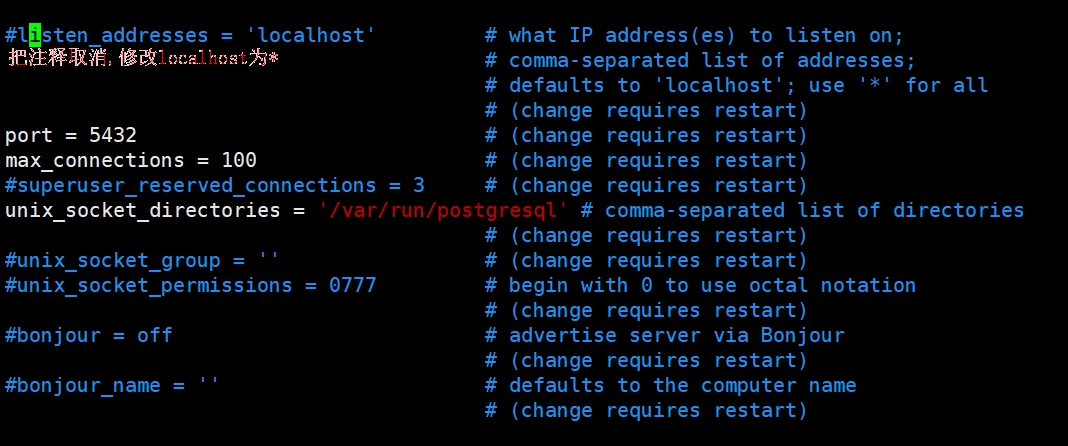 #listen_addresses = 'localhost' # what IP address(es) to listen on;
把注释取消,修改localhost为* # comma-separated list of addresses;
# defaults to 'localhost'; use '*' for all
# (change requires restart)
port = 5432 # (change requires restart)
max_connections = 100 # (change requires restart)
#superuser_reserved_connections = 3 # (change requires restart)
unix_socket_directories = '/var/run/postgresql' # comma-separated list of directories
# (change requires restart)
#unix_socket_group = '' # (change requires restart)
#unix_socket_permissions = 0777 # begin with 0 to use octal notation
# (change requires restart)
#bonjour = off # advertise server via Bonjour
# (change requires restart)
#bonjour_name = '' # defaults to the computer name
# (change requires restart)